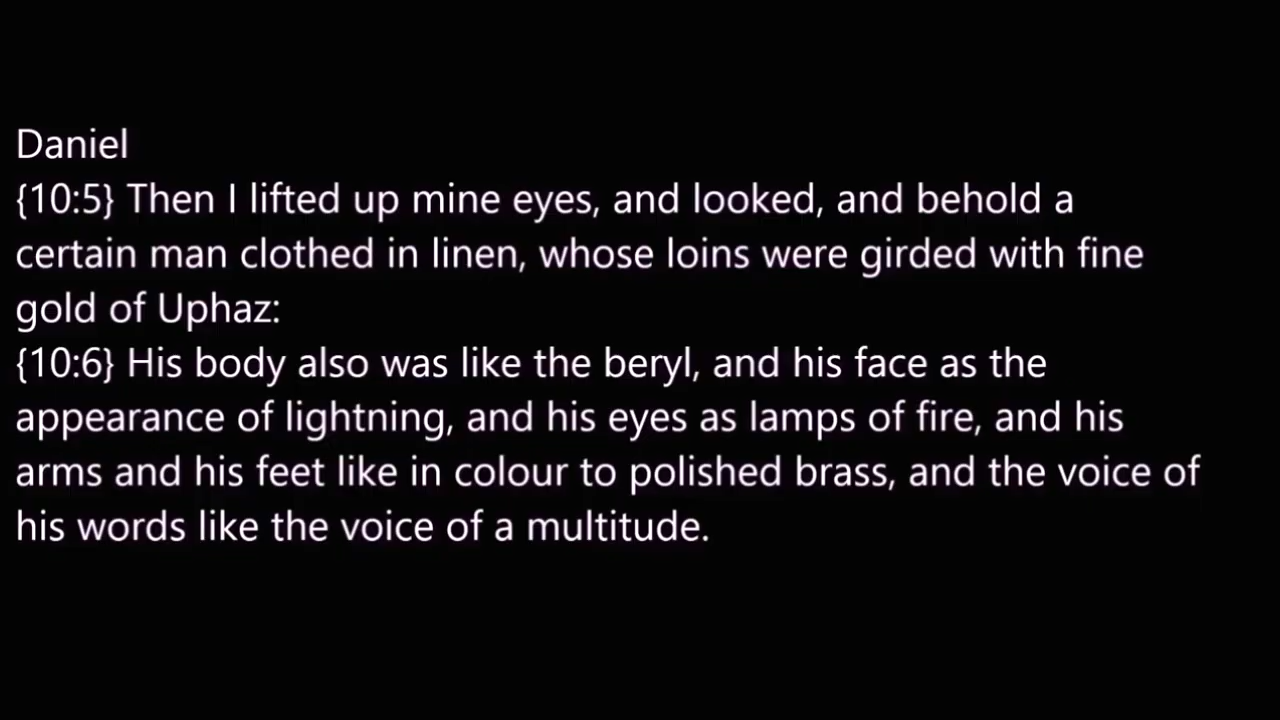 Daniel
{10:5} Then I lifted up mine eyes, and looked, and behold a
certain man clothed in linen, whose loins were girded with fine
gold of Uphaz:
{10:6} His body also was like the beryl, and his face as the
appearance of lightning, and his eyes as lamps of fire, and his
arms and his feet like in colour to polished brass, and the voice of
his words like the voice of a multitude.